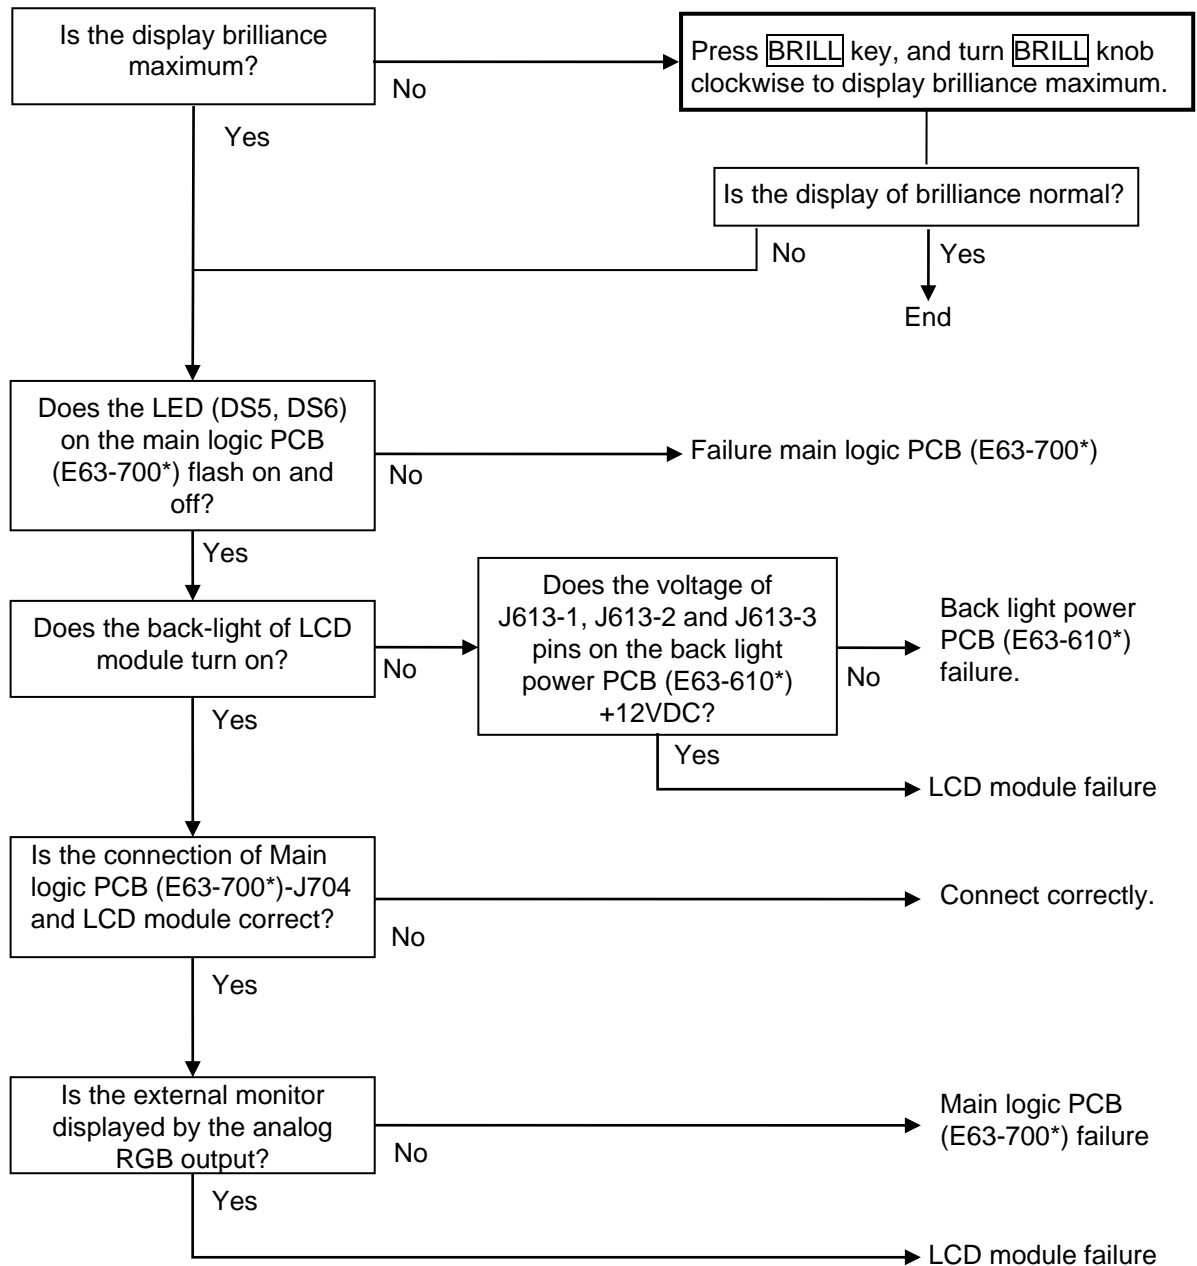 Is the display brilliance
maximum?
No
Press BRILL key, and turn BRILL knob
clockwise to display brilliance maximum.
Yes
Is the display of brilliance normal?
No
Yes
End
Does the LED (DS5, DS6)
on the main logic PCB
(E63-700*) flash on and
off?
No
Failure main logic PCB (E63-700*)
Yes
Does the back-light of LCD
module turn on?
No
Does the voltage of
J613-1, J613-2 and J613-3
pins on the back light
power PCB (E63-610*)
+12VDC?
No
Back light power
PCB (E63-610*)
failure.
Yes
LCD module failure
Yes
Is the connection of Main
logic PCB (E63-700*)-J704
and LCD module correct?
No
Connect correctly.
Yes
Is the external monitor
displayed by the analog
RGB output?
No
Main logic PCB
(E63-700*) failure
Yes
LCD module failure